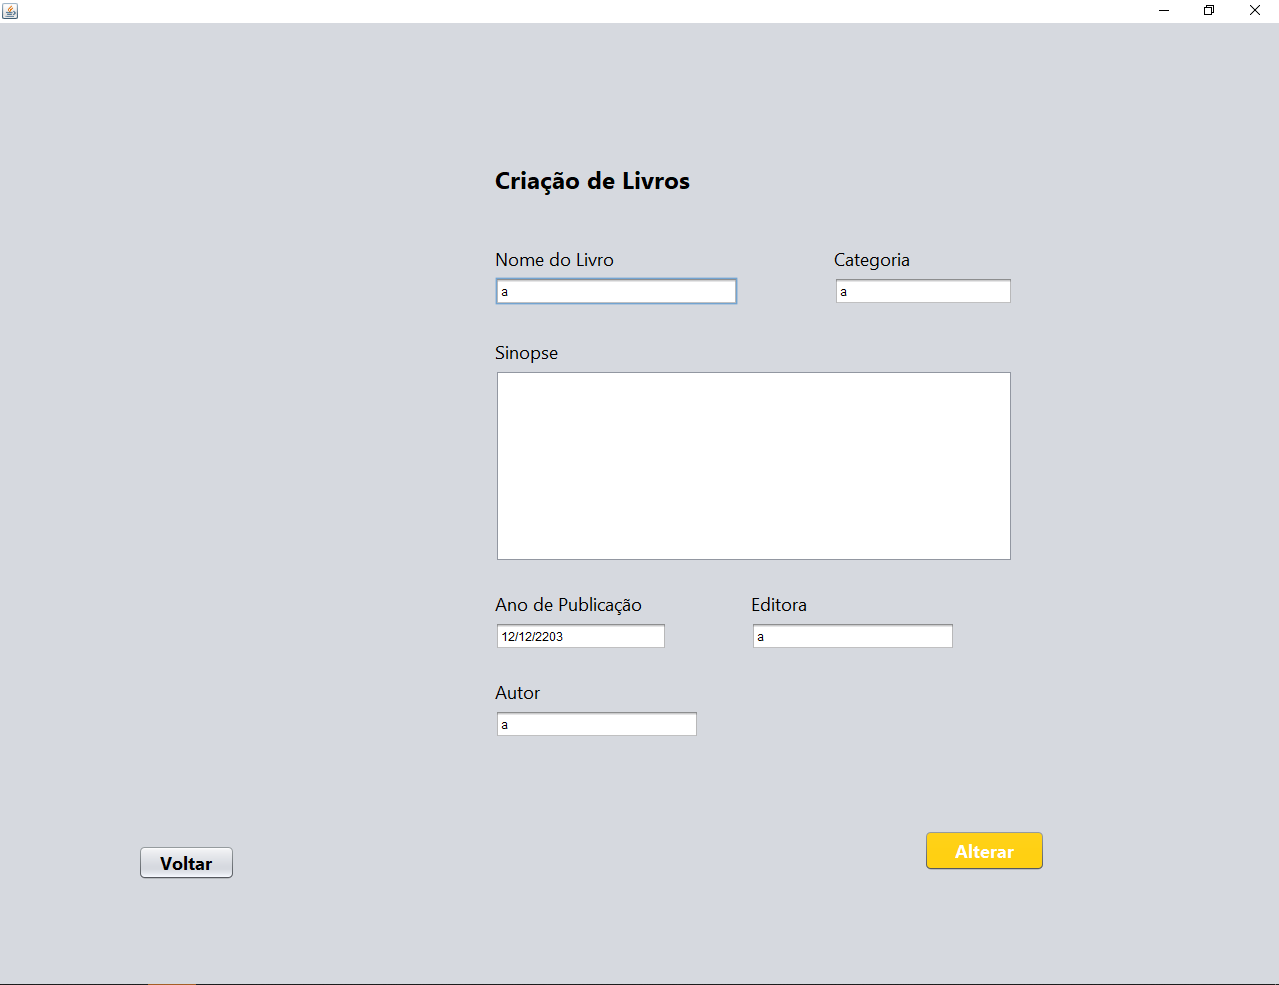 Criação de Livros
Nome do Livro
Categoria
a
a
Sinopse
Ano de Publicação
Editora
12/12/2203
a
Autor
a
Voltar
Alterar